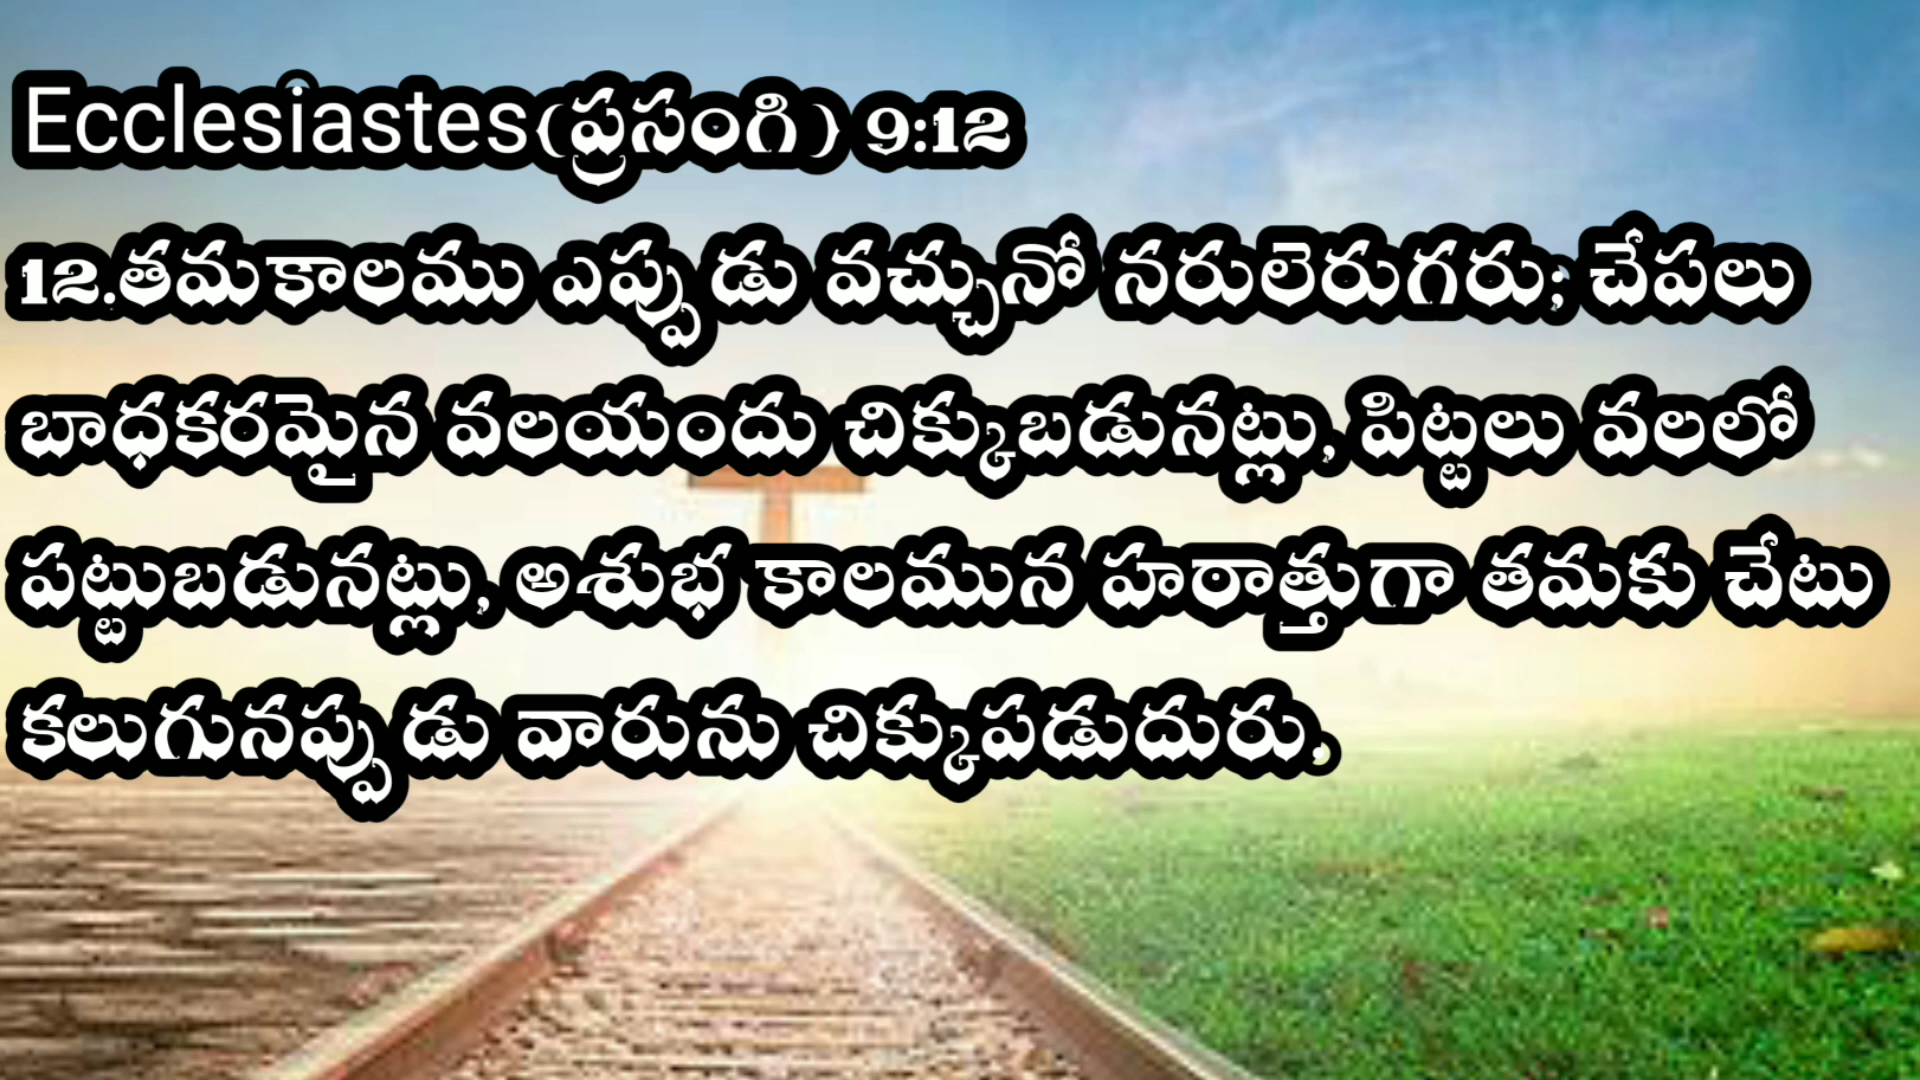 Ecclesiastes(ప్రసంగి) 9:12
12.తమకాలము ఎప్పుడు వచ్చునో నరులెరుగరు; చేపలు
బాధకరమైన వలయందు చిక్కుబడునట్లు, పిట్టలు వలలో
పట్టుబడునట్లు, అశుభ కాలమున హఠాత్తుగా తమకు చేటు
కలుగునప్పుడు వారును చిక్కుపడుదురు,